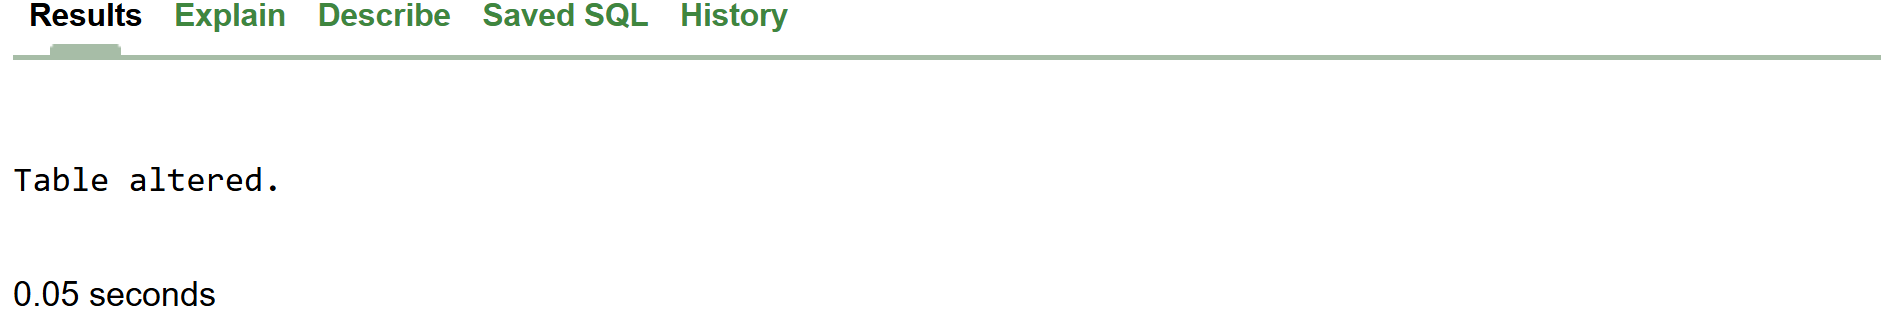 Results Explain Describe Saved SQL History
Table altered.
0.05 seconds